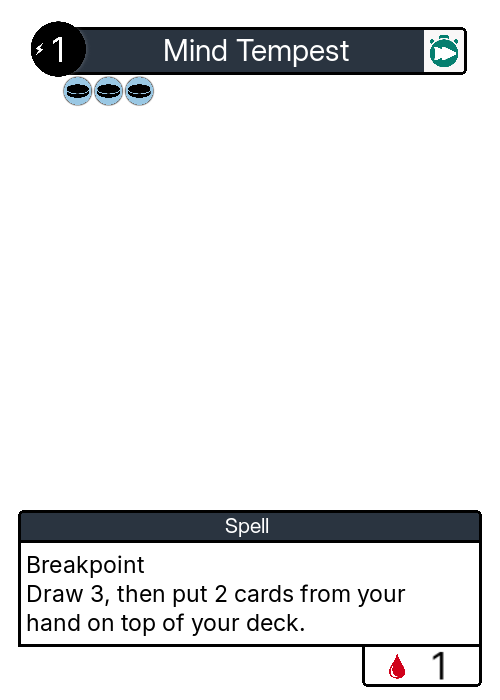 1
Mind Tempest
Spell
Breakpoint
Draw 3, then put 2 cards from your
hand on top of your deck.
1